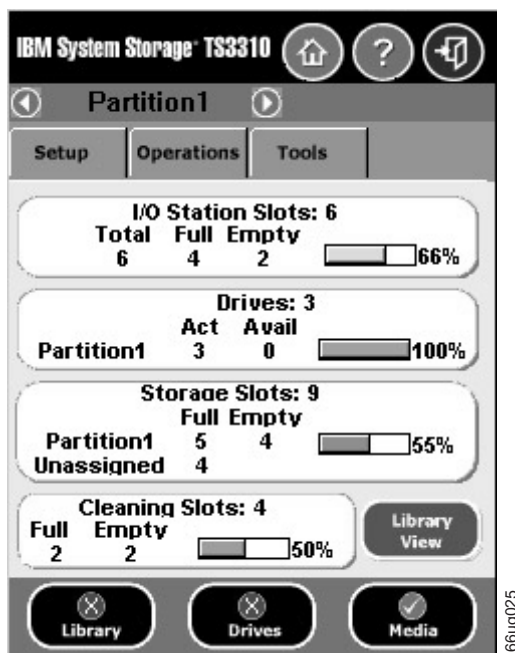 IBM System Storage TS3310
?
Partition1
Setup Operations Tools
I/O Station Slots: 6
Total Full Empty
6 4 2 66%
Drives: 3
Act Avail
Partition1 3 0 100%
Storage Slots: 9
Full Empty
Partition1 5 4 55%
Unassigned 4
Cleaning Slots: 4
Full Empty
2 2 50%
Library View
Library Drives Media
66ug025